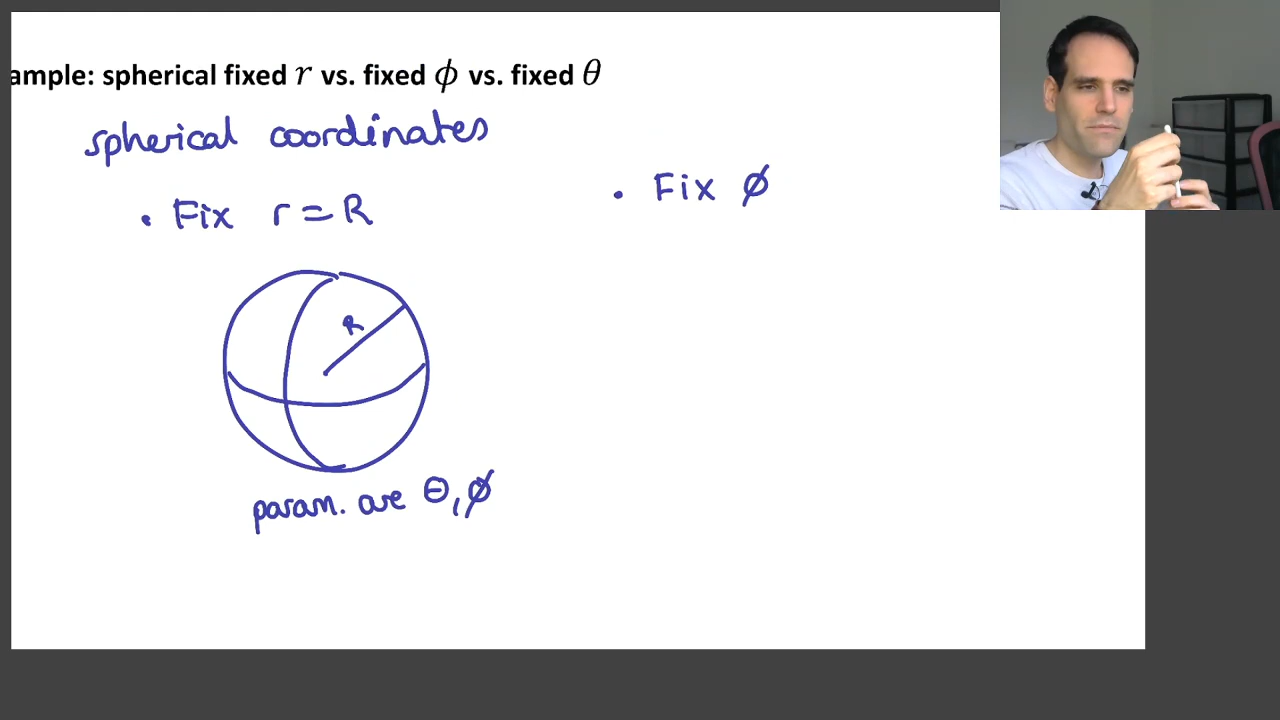 ample: spherical fixed r vs. fixed ϕ vs. fixed θ
spherical coordinates
• Fix r = R
R
param. are θ, ϕ
• Fix ϕ